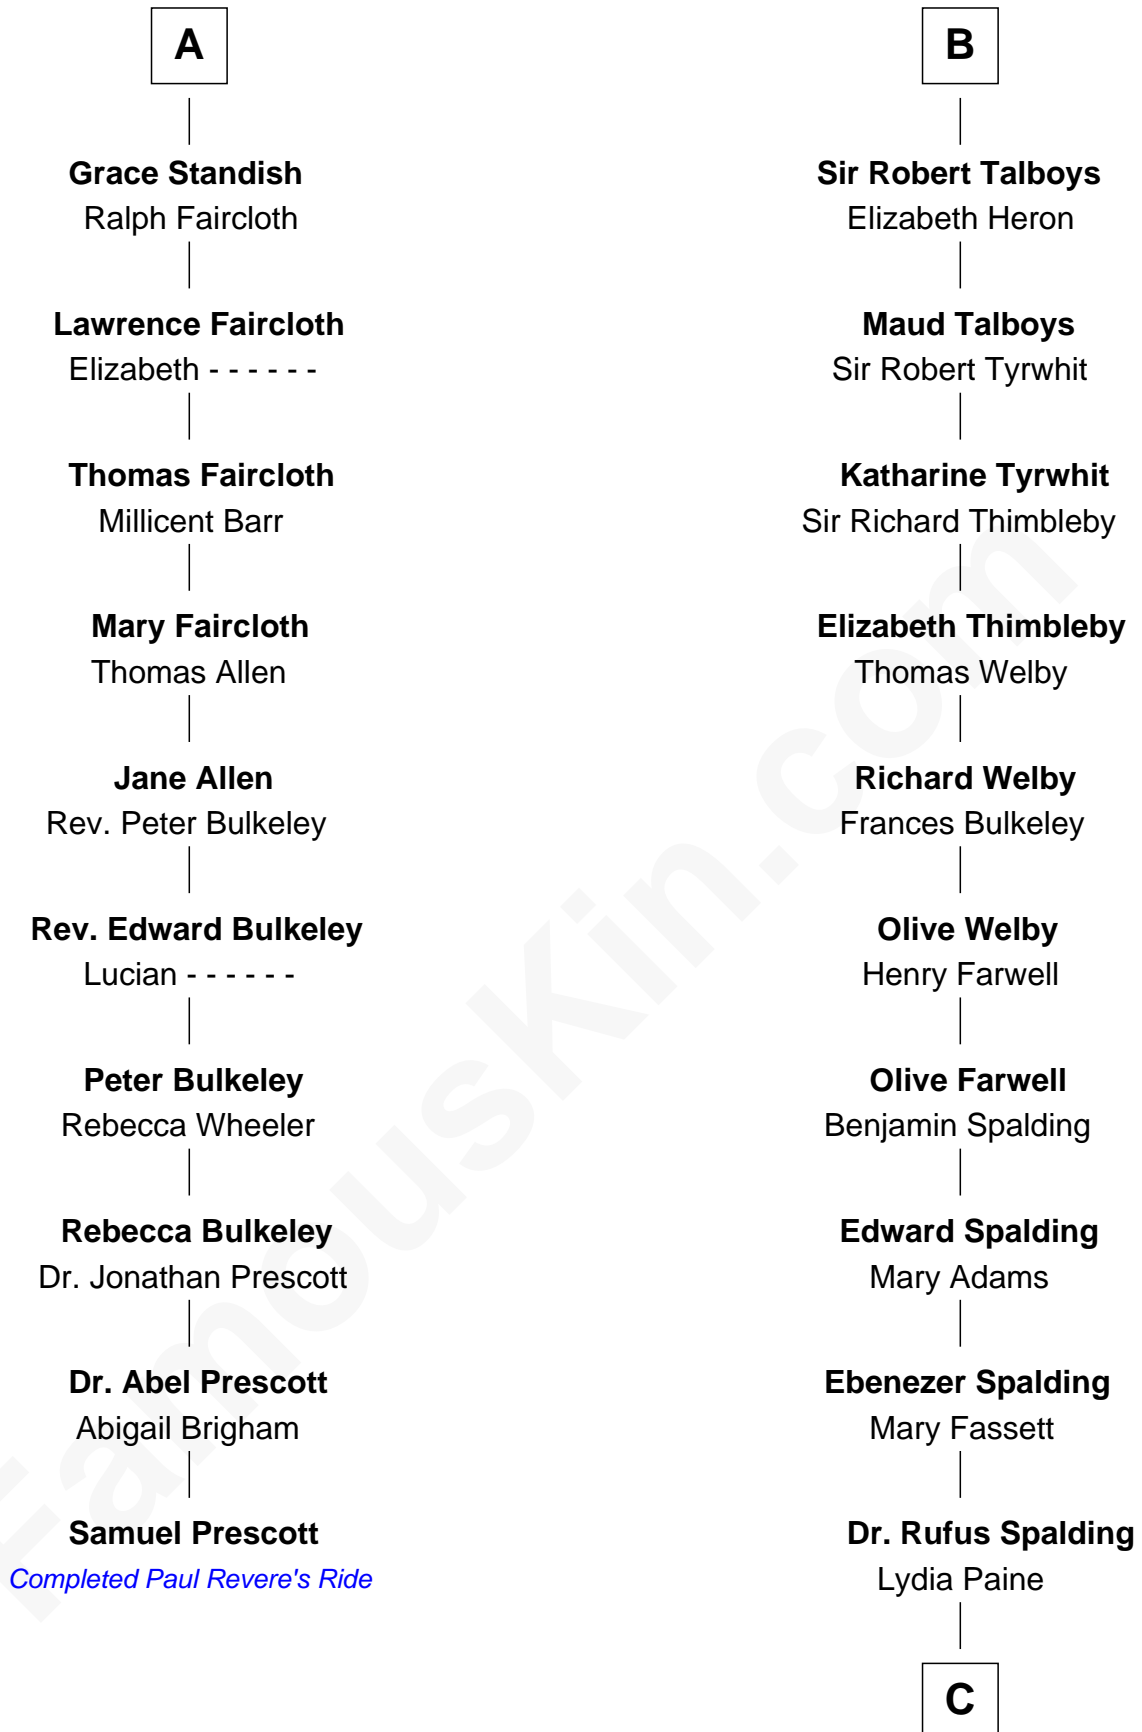 A
Grace Standish
Ralph Faircloth
Lawrence Faircloth
Elizabeth - - - - - -
Thomas Faircloth
Millicent Barr
Mary Faircloth
Thomas Allen
Jane Allen
Rev. Peter Bulkeley
Rev. Edward Bulkeley
Lucian - - - - - -
Peter Bulkeley
Rebecca Wheeler
Rebecca Bulkeley
Dr. Jonathan Prescott
Dr. Abel Prescott
Abigail Brigham
Samuel Prescott
Completed Paul Revere's Ride
B
Sir Robert Talboys
Elizabeth Heron
Maud Talboys
Sir Robert Tyrwhit
Katharine Tyrwhit
Sir Richard Thimbleby
Elizabeth Thimbleby
Thomas Welby
Richard Welby
Frances Bulkeley
Olive Welby
Henry Farwell
Olive Farwell
Benjamin Spalding
Edward Spalding
Mary Adams
Ebenezer Spalding
Mary Fassett
Dr. Rufus Spalding
Lydia Paine
C
FamousKin.com